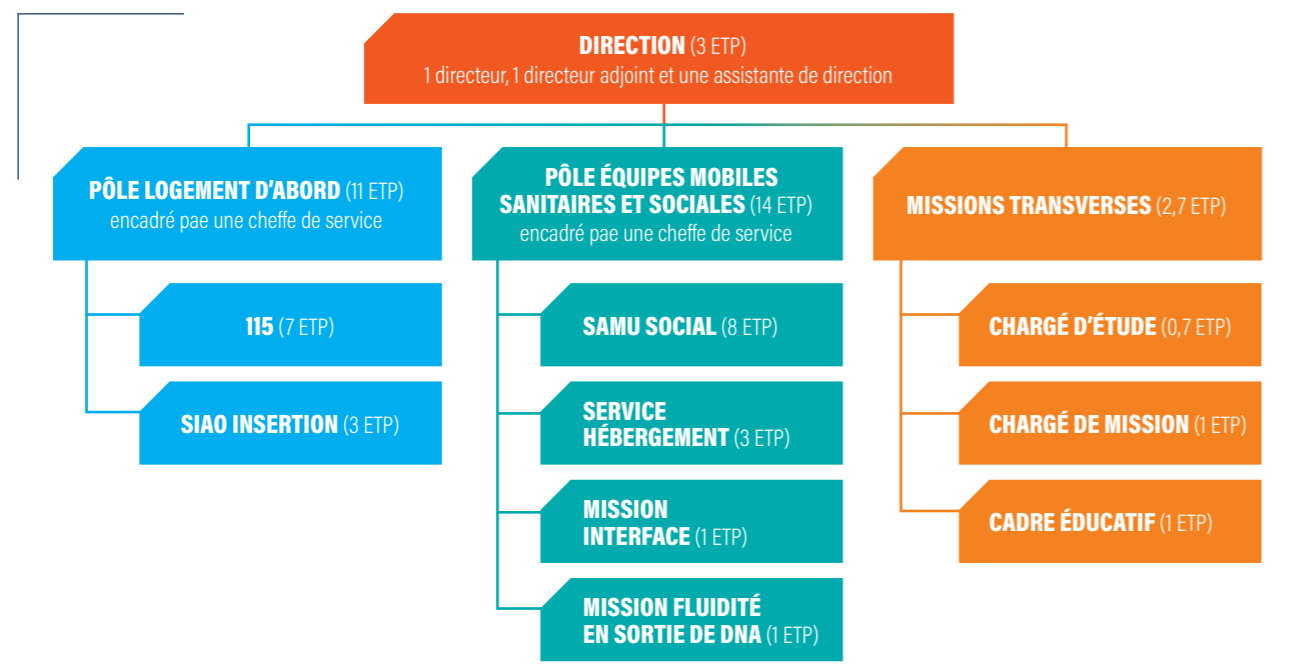 DIRECTION (3 ETP)
1 directeur, 1 directeur adjoint et une assistante de direction
PÔLE LOGEMENT D'ABORD (11 ETP)
encadré pae une cheffe de service
115 (7 ETP)
SIAO INSERTION (3 ETP)
PÔLE ÉQUIPES MOBILES
SANITAIRES ET SOCIALES (14 ETP)
encadré pae une cheffe de service
SAMU SOCIAL (8 ETP)
SERVICE
HÉBERGEMENT (3 ETP)
MISSION
INTERFACE (1 ETP)
MISSION FLUIDITÉ
EN SORTIE DE DNA (1 ETP)
MISSIONS TRANSVERSES (2,7 ETP)
CHARGÉ D'ÉTUDE (0,7 ETP)
CHARGÉ DE MISSION (1 ETP)
CADRE ÉDUCATIF (1 ETP)